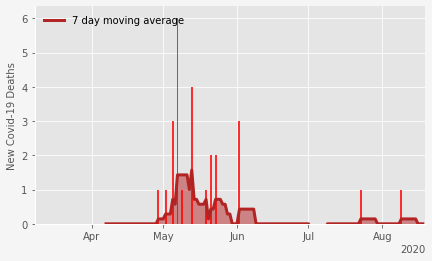 7 day moving average
New Covid-19 Deaths
6
5
4
3
2
1
0
Apr
May
Jun
Jul
Aug
2020